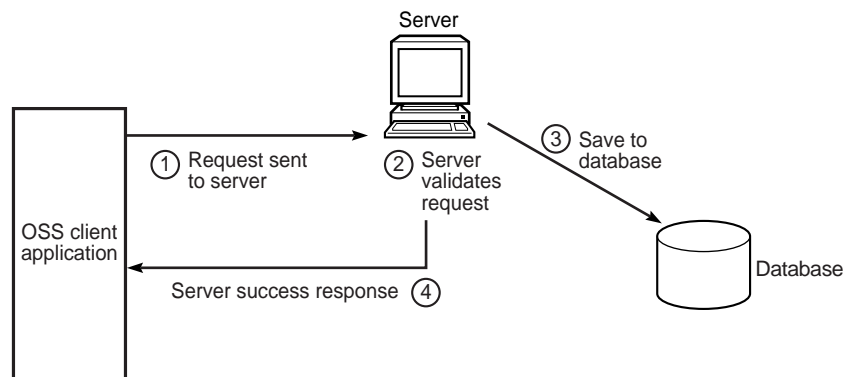 Server
1 Request sent
to server
2 Server
validates
request
3 Save to
database
OSS client
application
Database
Server success response 4